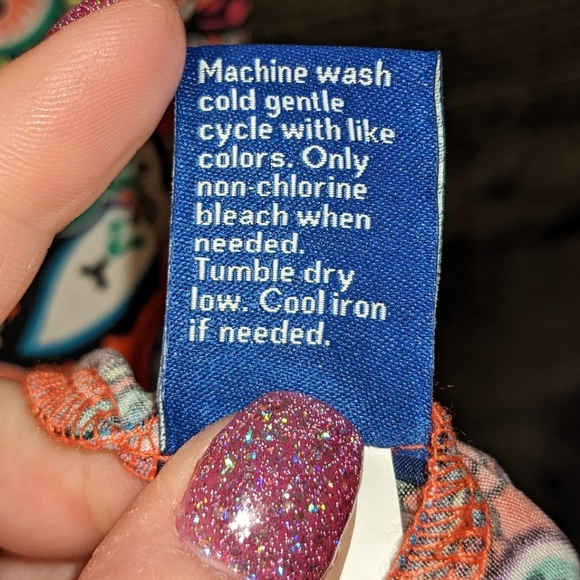 Machine wash
cold gentle
cycle with like
colors. Only
non-chlorine
bleach when
needed.
Tumble dry
low. Cool iron
if needed.